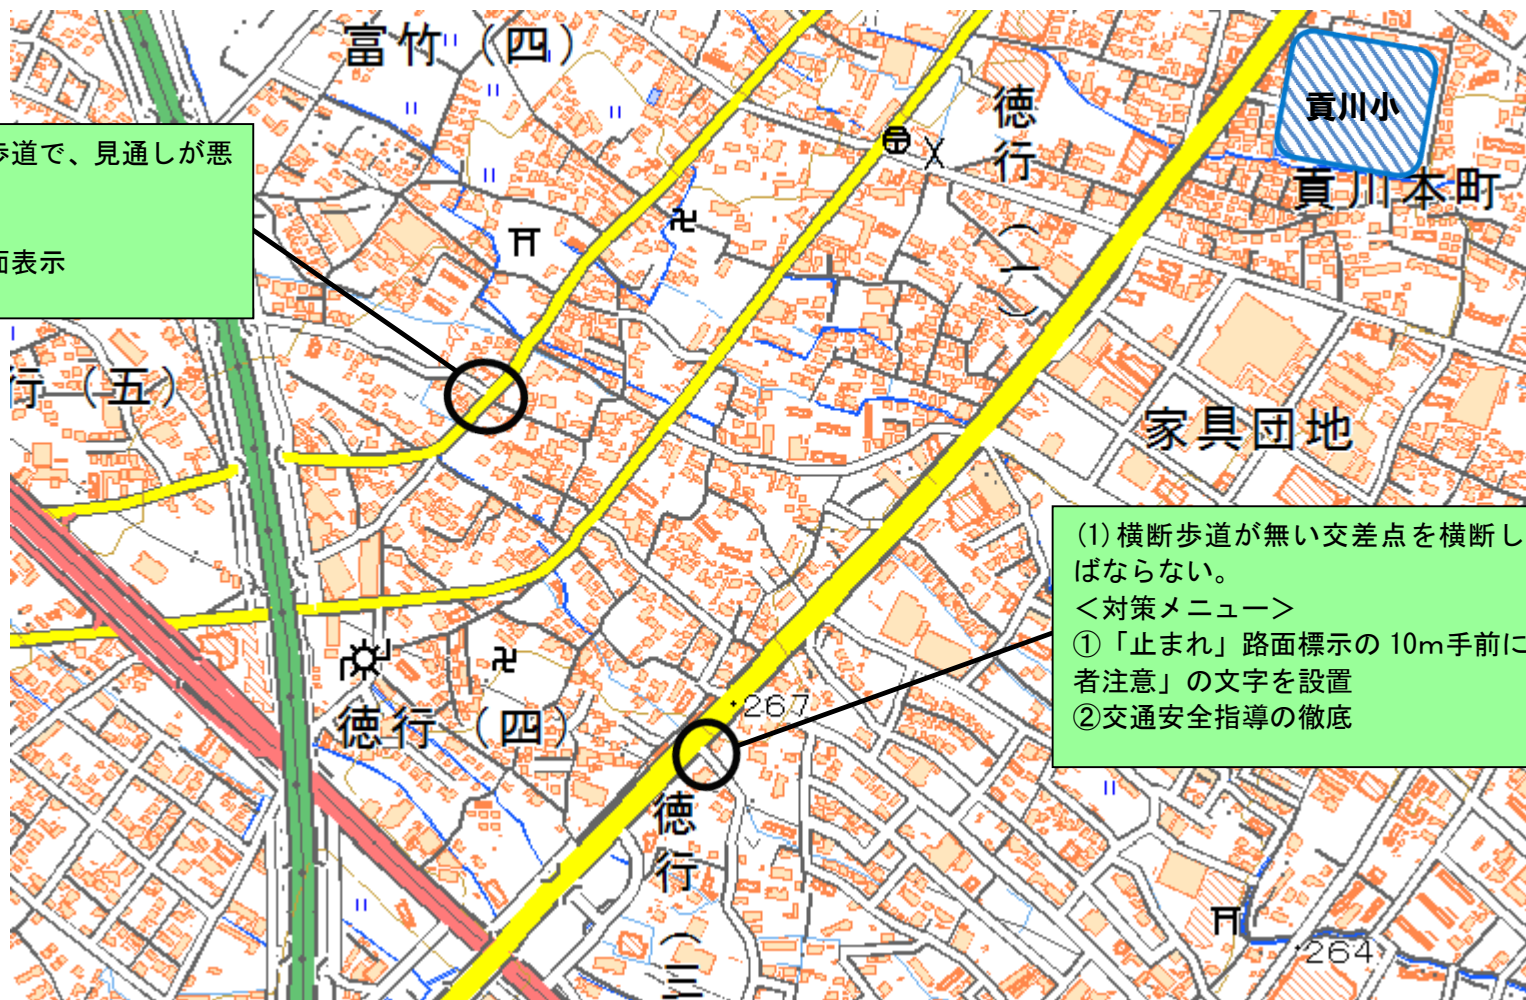 富竹（四）
徳行（一）
貢川小
貢川本町
歩道で、見通しが悪
面表示
行（五）
家具団地
(1)横断歩道が無い交差点を横断し
ばならない。
＜対策メニュー＞
①「止まれ」路面標示の10m手前に
者注意」の文字を設置
②交通安全指導の徹底
267
徳行（四）
徳行（三
264